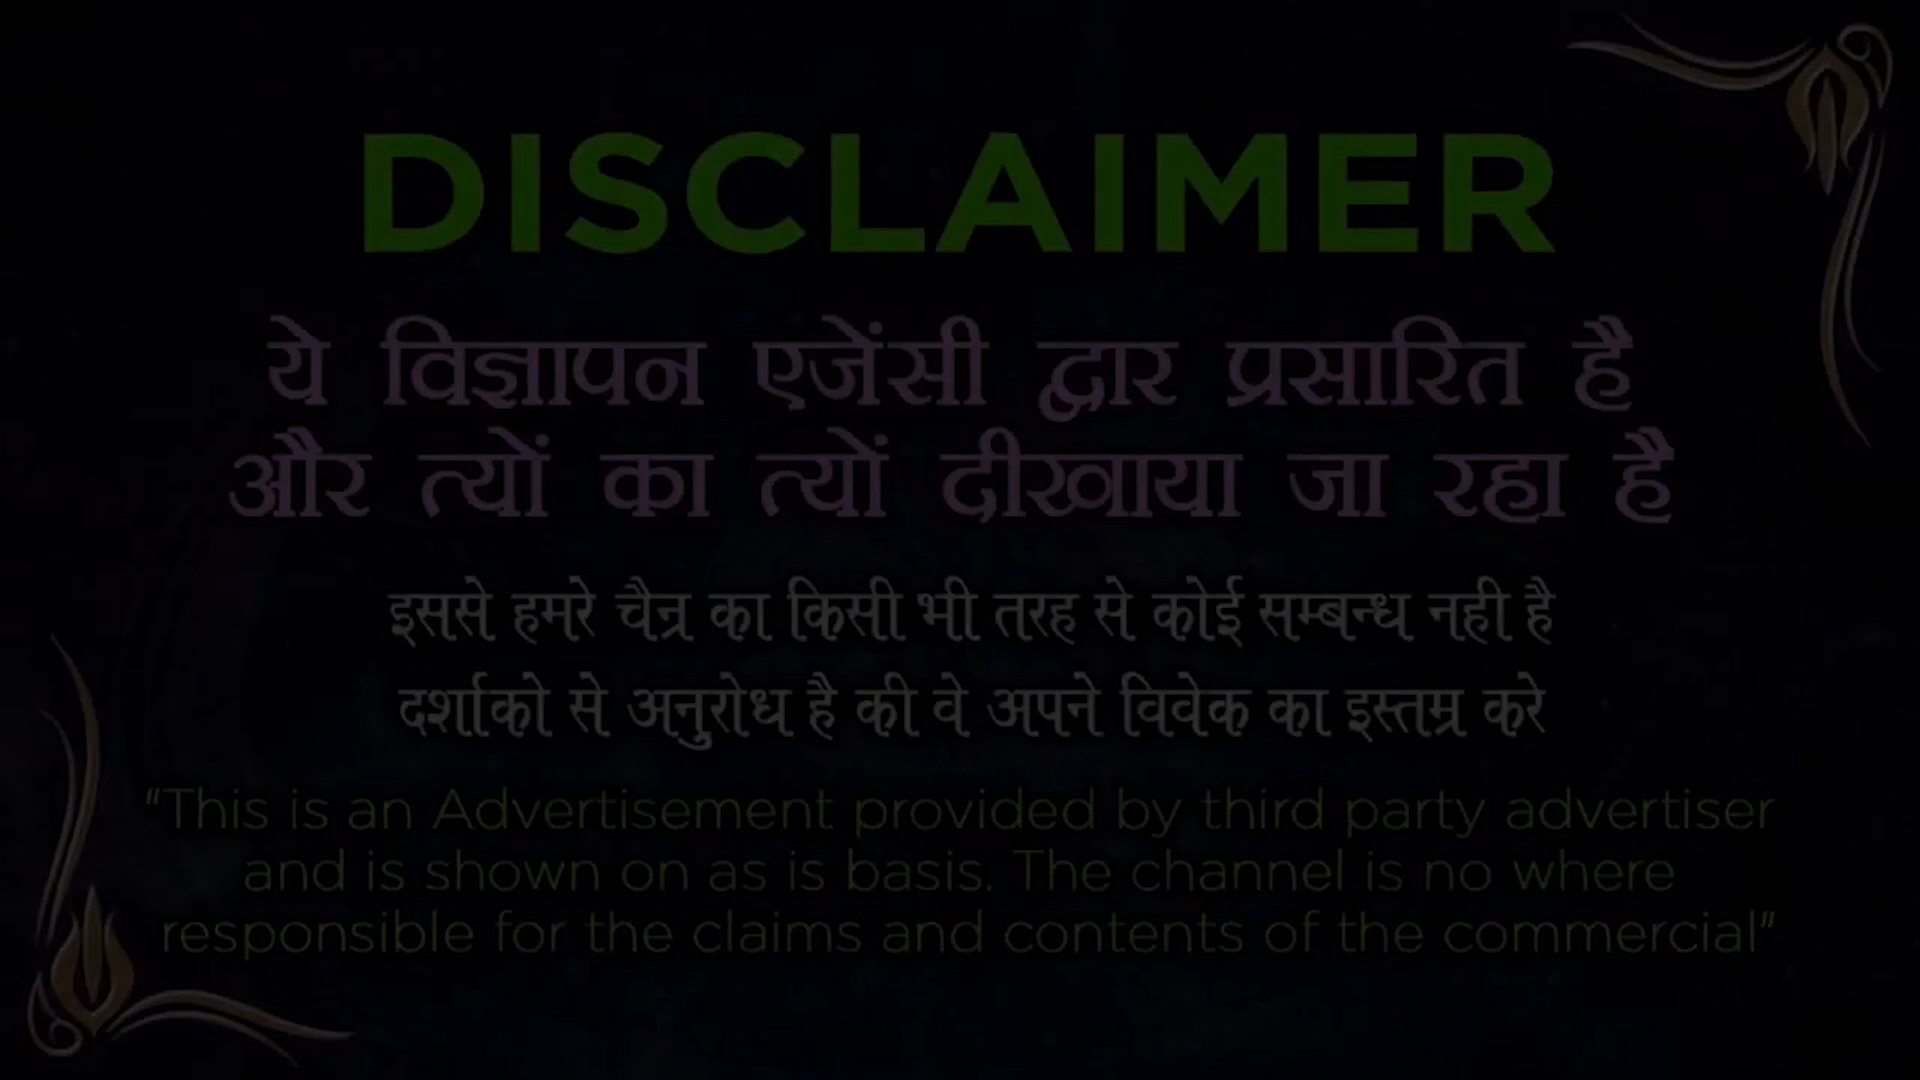 DISCLAIMER
ये विज्ञापन एजेंसी द्वार प्रसारित है
और त्यों का त्यों दीखाया जा रहा है
इससे हमरे चैन्र का किसी भी तरह से कोई सम्बन्ध नही है
दर्शाको से अनुरोध है की वे अपने विवेक का इस्तम्र करे
"This is an Advertisement provided by third party advertiser
and is shown on as is basis. The channel is no where
responsible for the claims and contents of the commercial"